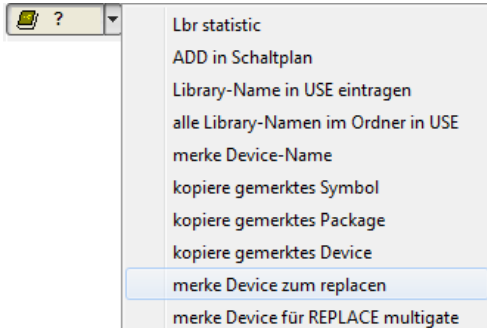 ?
Lbr statistic
ADD in Schaltplan
Library-Name in USE eintragen
alle Library-Namen im Ordner in USE
merke Device-Name
kopiere gemerktes Symbol
kopiere gemerktes Package
kopiere gemerktes Device
merke Device zum replacen
merke Device für REPLACE multigate